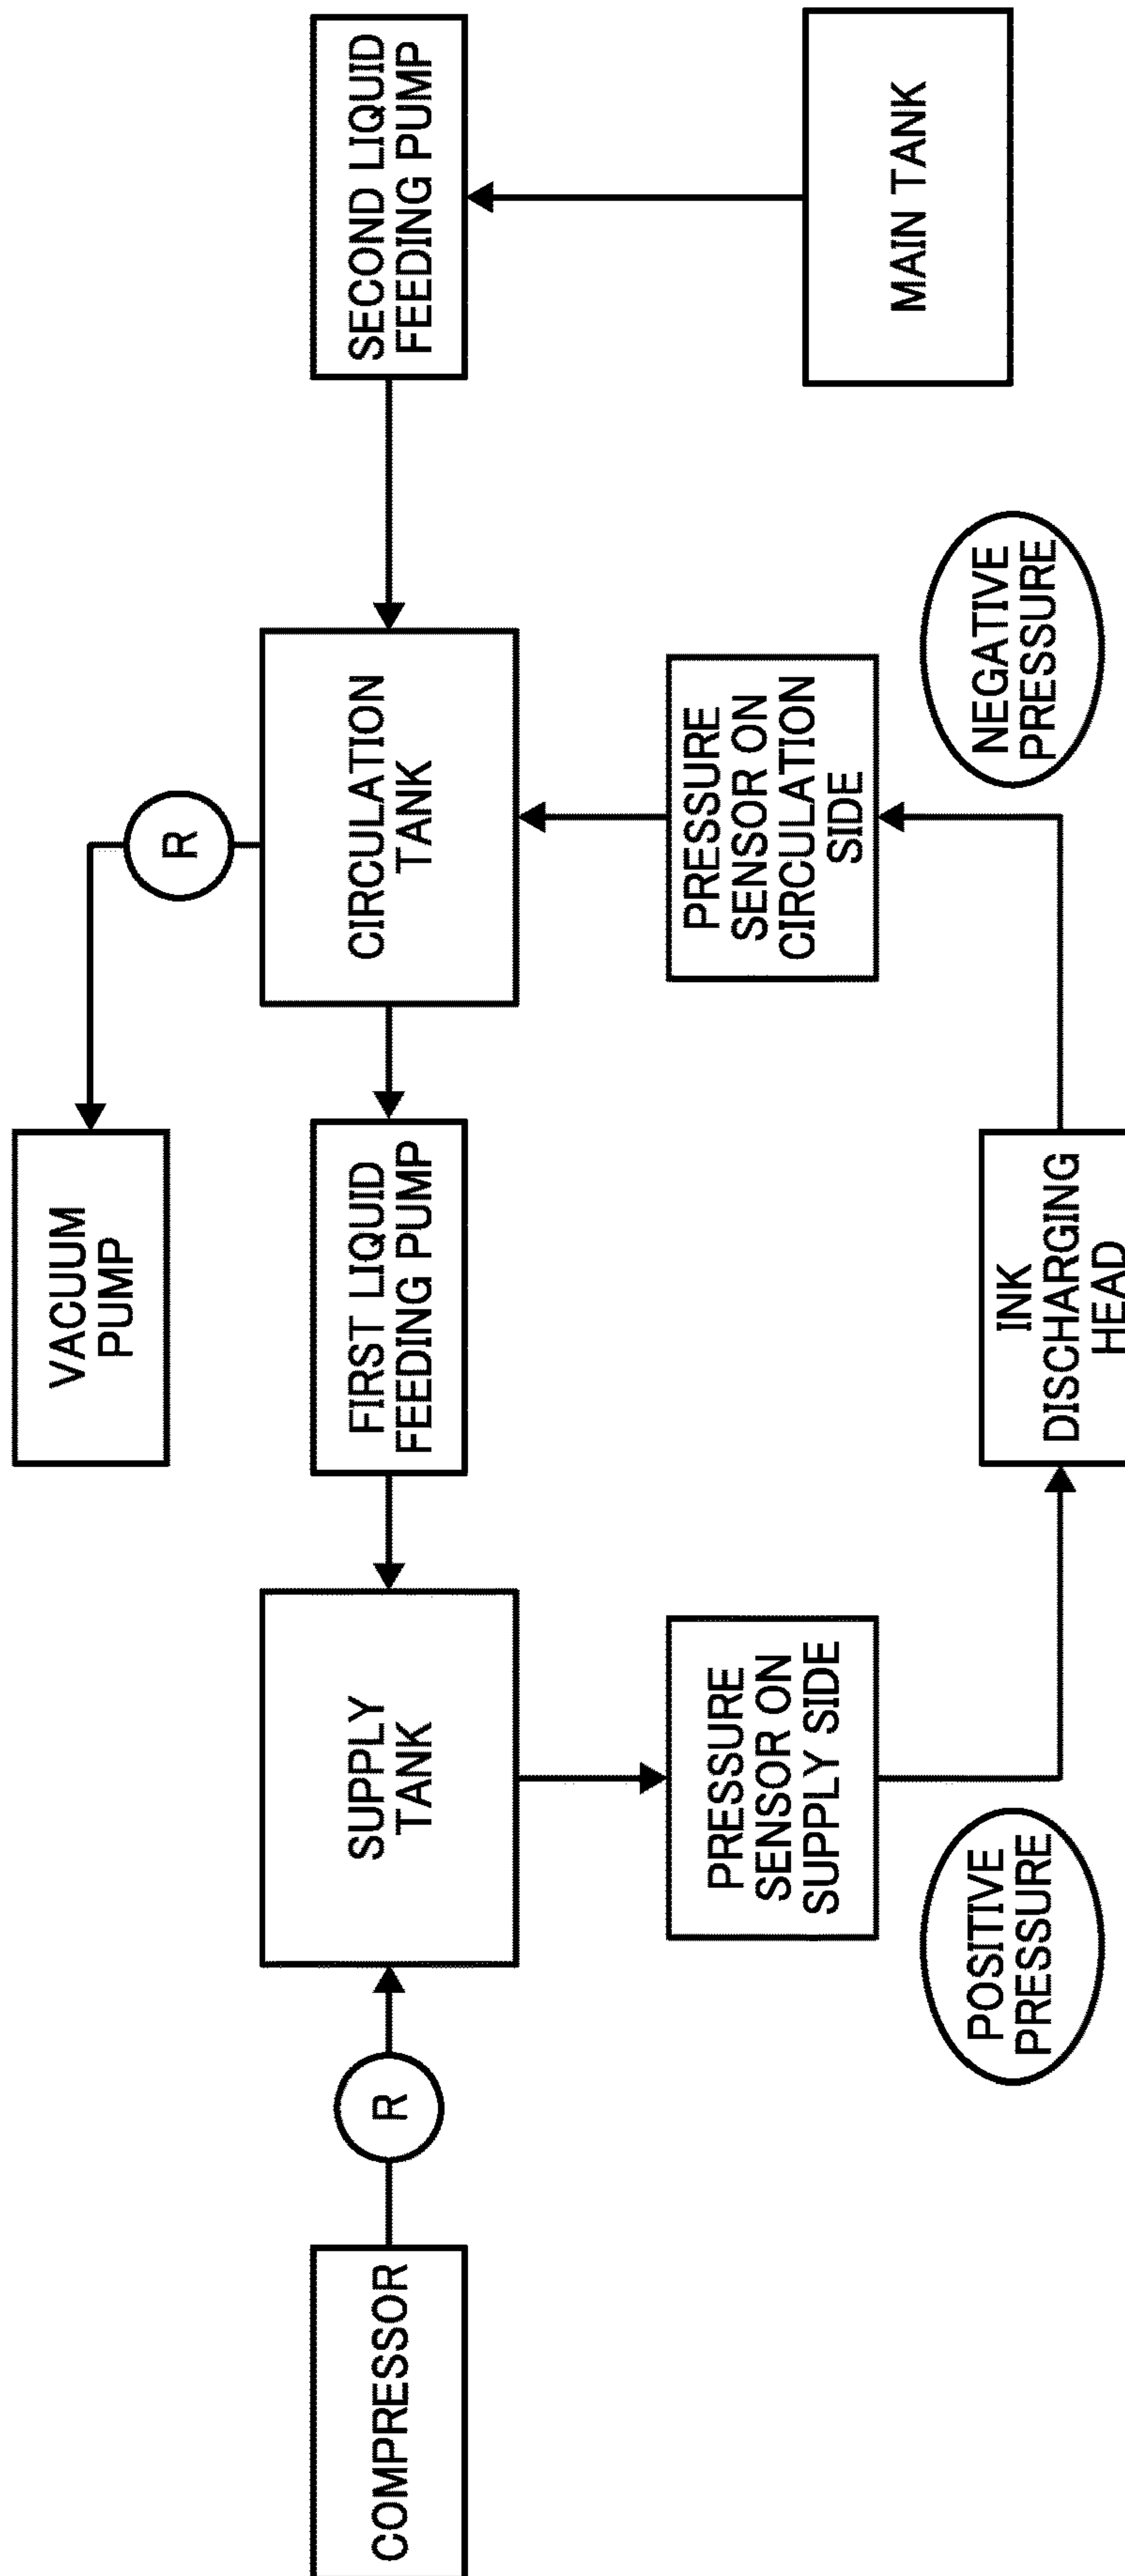 VACUUM
PUMP
R
COMPRESSOR
R
SUPPLY
TANK
FIRST LIQUID
FEEDING PUMP
CIRCULATION
TANK
SECOND LIQUID
FEEDING PUMP
PRESSURE
SENSOR ON
SUPPLY SIDE
PRESSURE
SENSOR ON
CIRCULATION
SIDE
MAIN TANK
POSITIVE
PRESSURE
INK
DISCHARGING
HEAD
NEGATIVE
PRESSURE